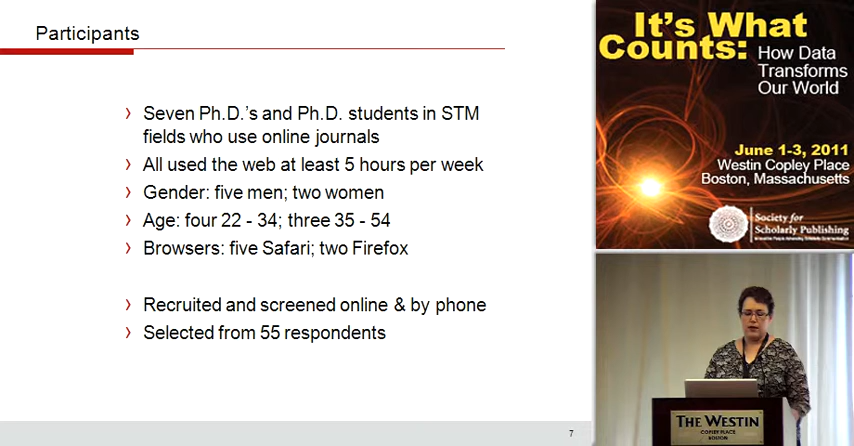 Participants
› Seven Ph.D.’s and Ph.D. students in STM
fields who use online journals
› All used the web at least 5 hours per week
› Gender: five men; two women
› Age: four 22 - 34; three 35 - 54
› Browsers: five Safari; two Firefox
› Recruited and screened online & by phone
› Selected from 55 respondents
7
It's What
Counts:
How Data
Transforms
Our World
June 1-3, 2011
Westin Copley Place
Boston, Massachusetts
Society for
Scholarly Publishing
THE WESTIN
COPLEY PLACE
BOSTON